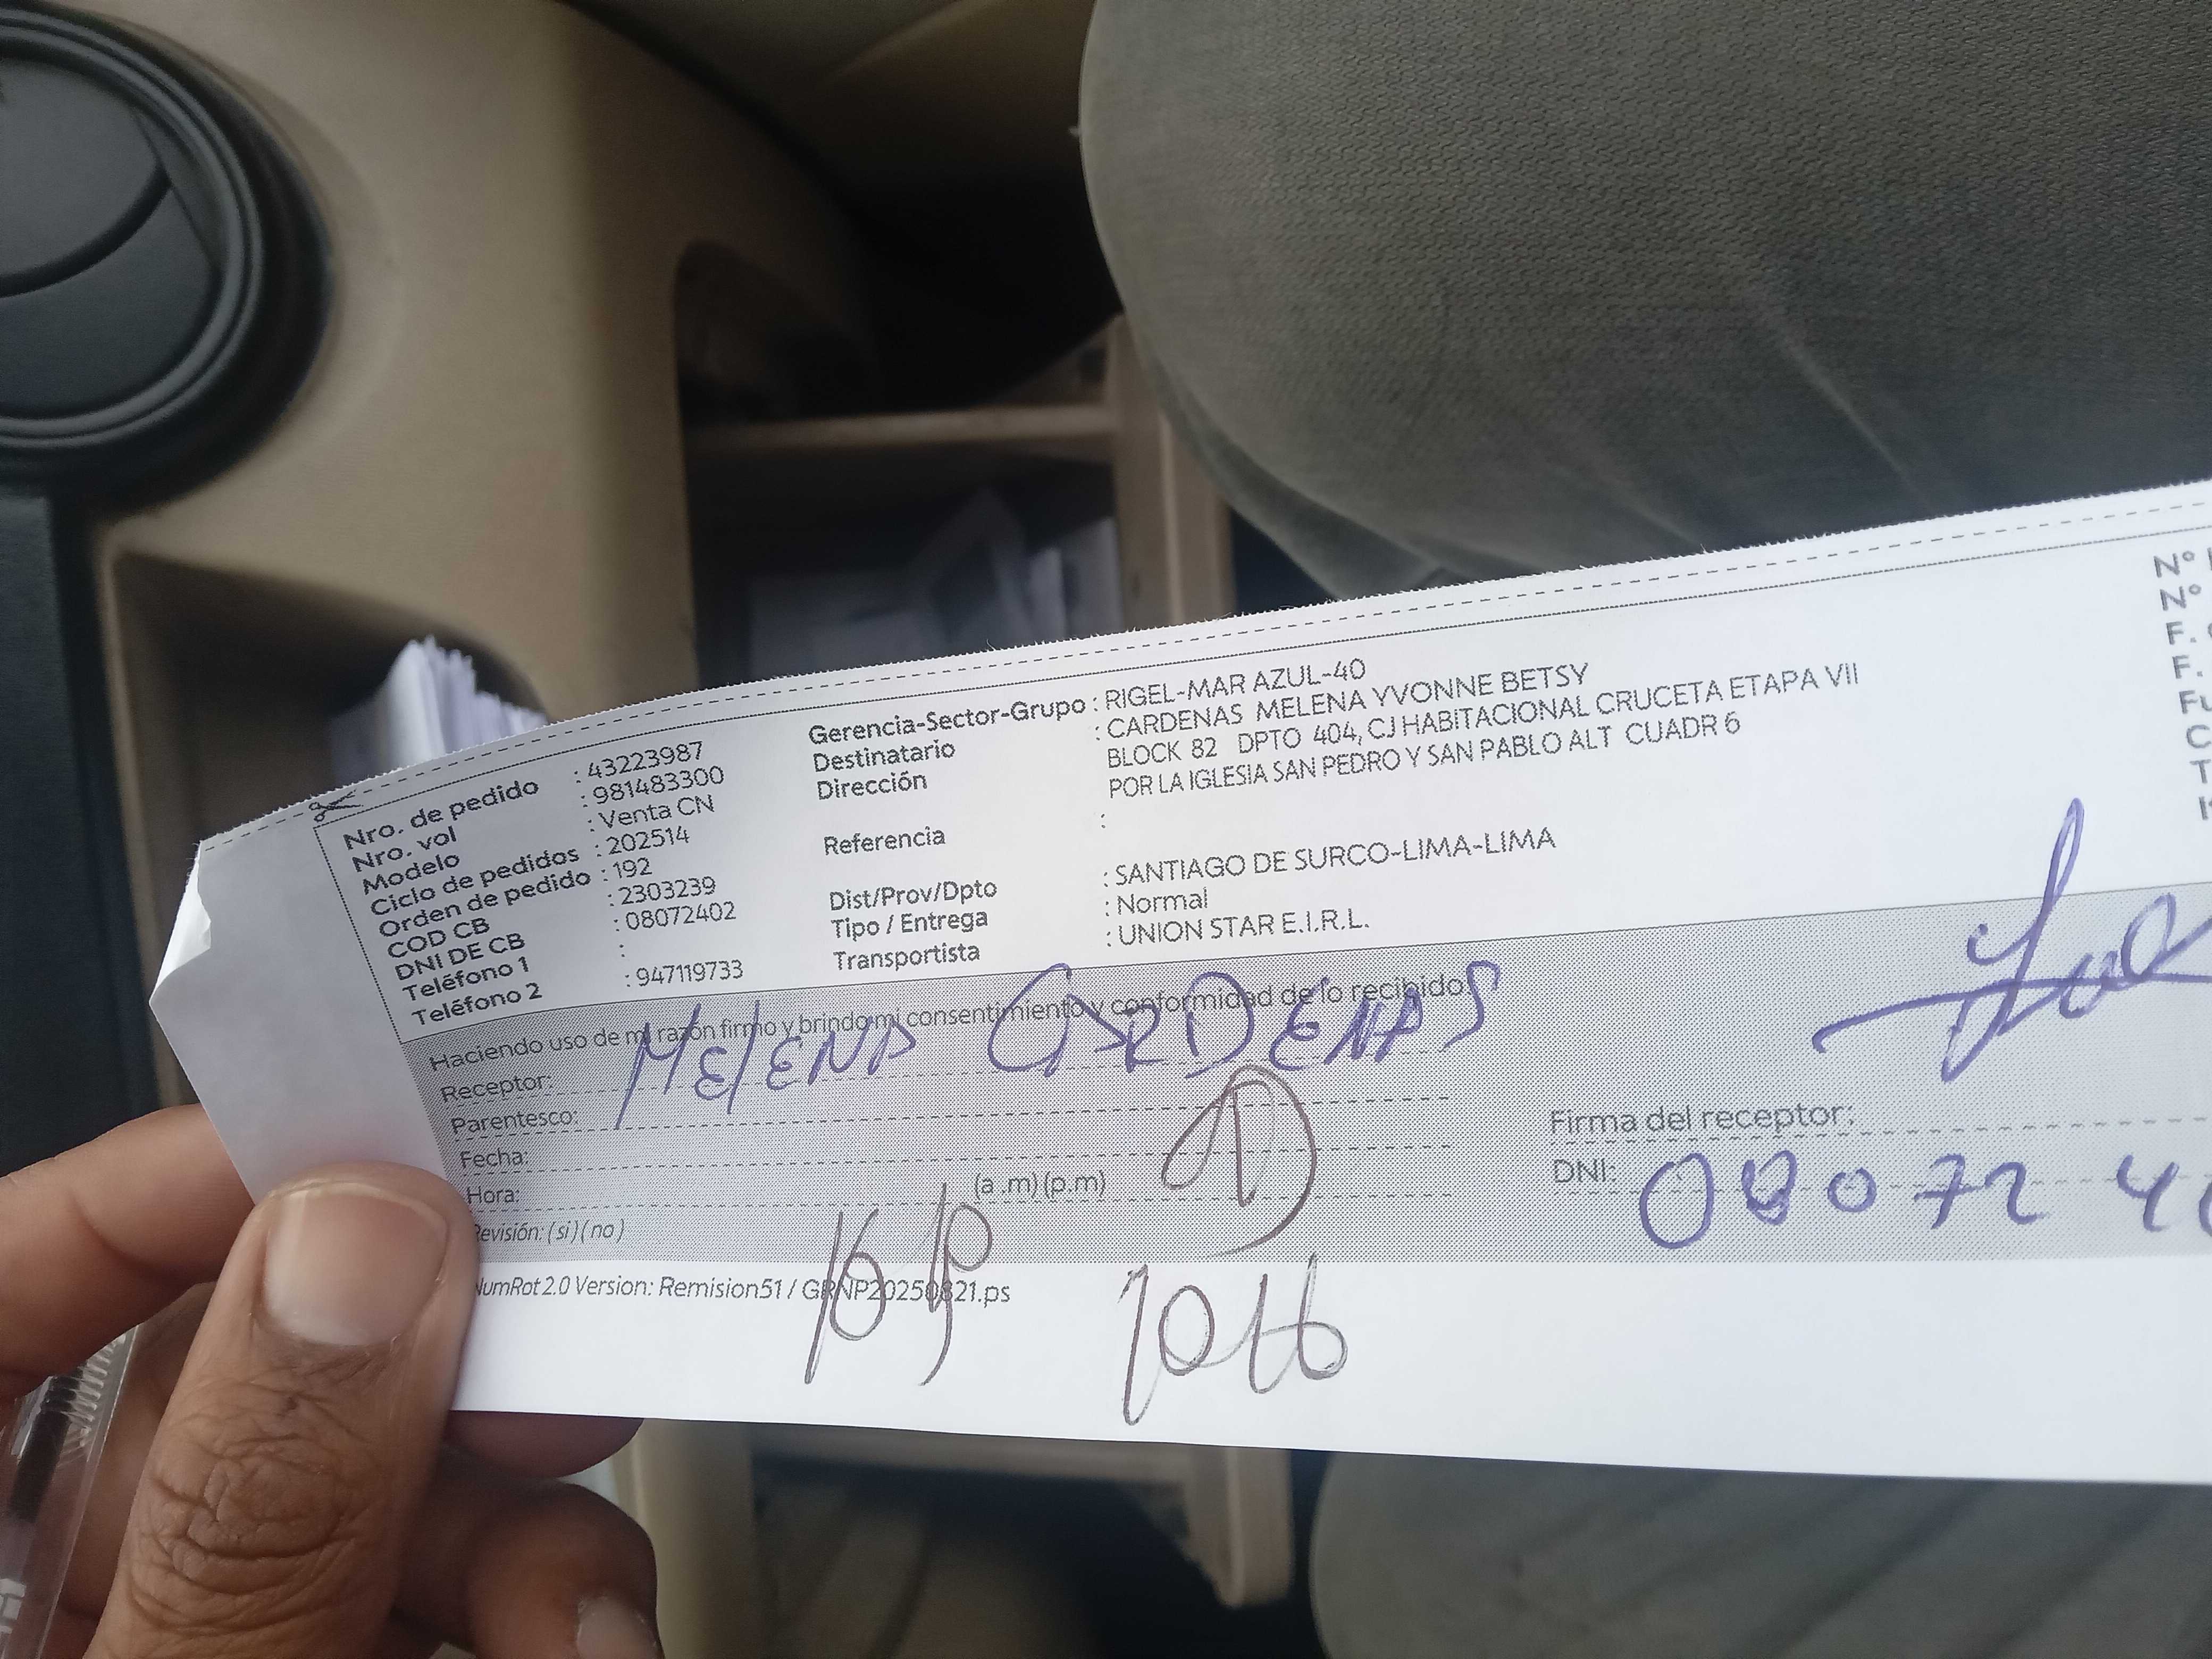 Nro. de pedido : 43223987
Nro. vol : 981483300
Modelo : Venta CN
Ciclo de pedidos : 202514
Orden de pedido : 192
COD CB : 2303239
DNI DE CB : 08072402
Teléfono 1 :
Teléfono 2 : 947119733
Gerencia-Sector-Grupo : RIGEL-MAR AZUL-40
Destinatario : CARDENAS MELENA YVONNE BETSY
Dirección BLOCK 82 DPTO 404, CJ HABITACIONAL CRUCETA ETAPA VII
POR LA IGLESIA SAN PEDRO Y SAN PABLO ALT CUADR 6
Referencia :
Dist/Prov/Dpto : SANTIAGO DE SURCO-LIMA-LIMA
Tipo / Entrega : Normal
Transportista : UNION STAR E.I.R.L.
N°
N°
F.
F.
Haciendo uso de mi razón firmo y brindo mi consentimiento y conformidad de lo recibido
Receptor: MELENA CARDENAS
Parentesco:
Fecha:
Hora: (a .m) (p.m)
Revisión: (si) (no)
Firma del receptor:
DNI: 08072 4
NumRot 2.0 Version: Remision51 / GRNP20250821.ps